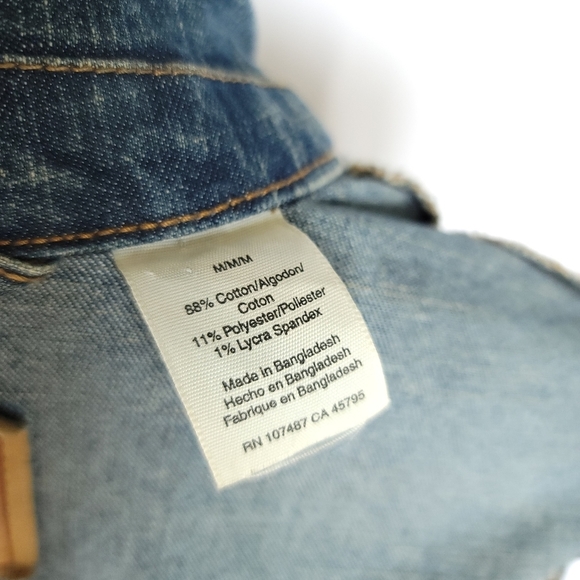 M/M/M
88% Cotton/Algodon/
Coton
11% Polyester/Poliester
1% Lycra Spandex
Made in Bangladesh
Hecho en Bangladesh
Fabrique en Bangladesh
RN 107487 CA 45795